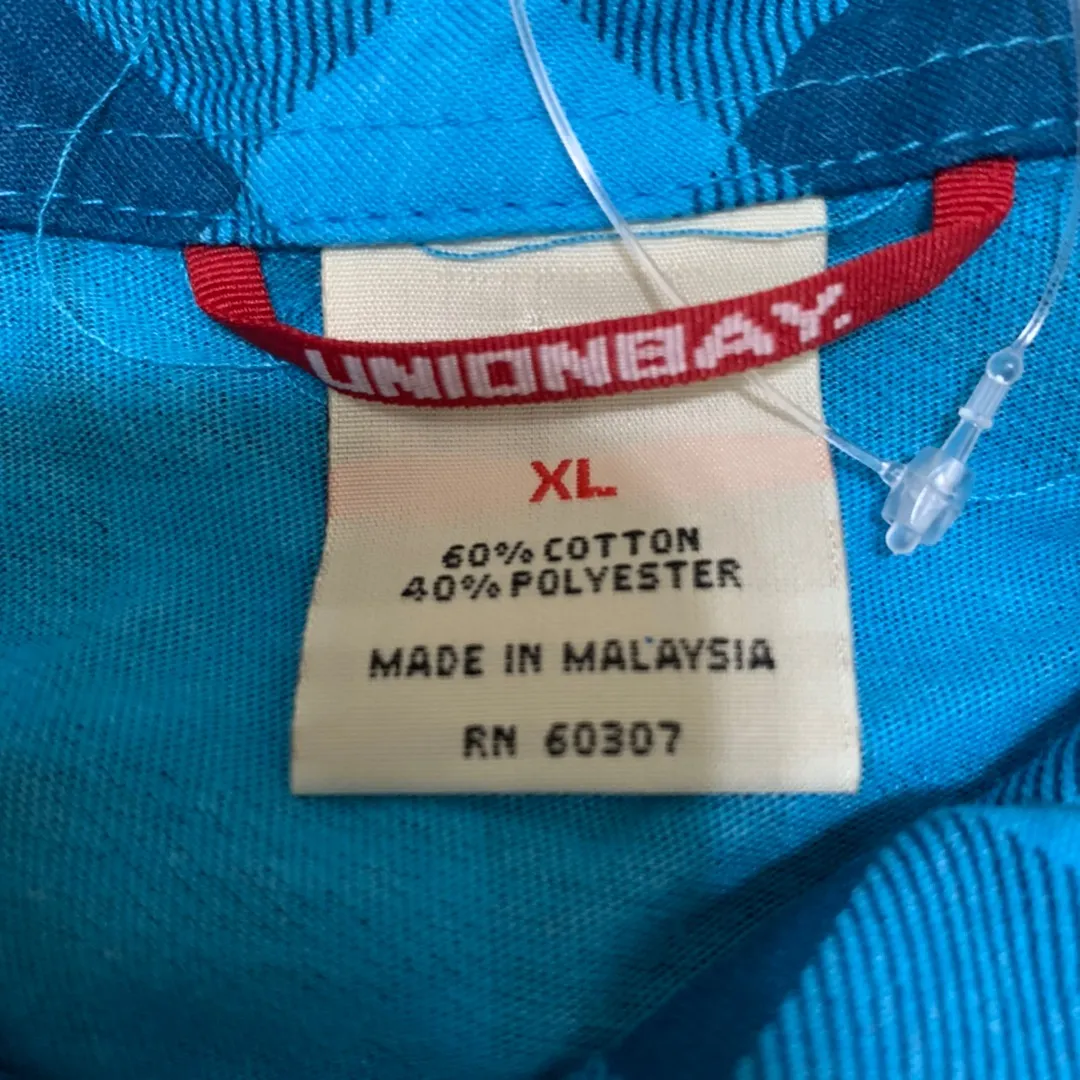 UNIONBAY.
XL
60% COTTON
40% POLYESTER
MADE IN MALAYSIA
RN 60307